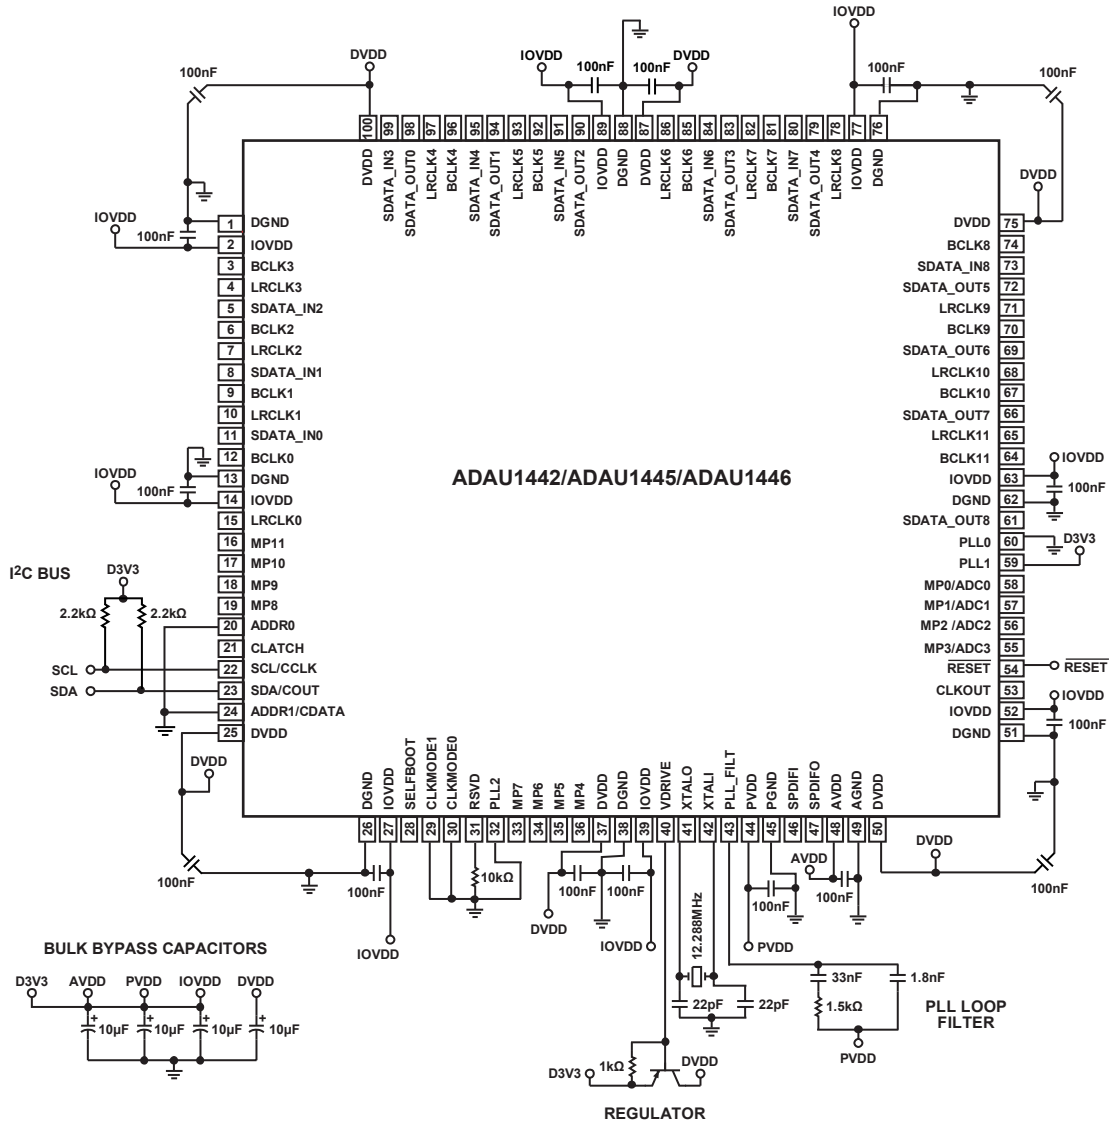 IOVDD
DVDD
IOVDD
DVDD
100nF
100nF
100nF
100nF
100nF
100 99 98 97 96 95 94 93 92 91 90 89 88 87 86 85 84 83 82 81 80 79 78 77 76
DVDD
SDATA_IN3
SDATA_OUT0
LRCLK4
BCLK4
SDATA_IN4
SDATA_OUT1
LRCLK5
BCLK5
SDATA_IN5
SDATA_OUT2
IOVDD
DGND
DVDD
LRCLK6
BCLK6
SDATA_IN6
SDATA_OUT3
LRCLK7
BCLK7
SDATA_IN7
SDATA_OUT4
LRCLK8
IOVDD
DGND
IOVDD
100nF
1 DGND
2 IOVDD
3 BCLK3
4 LRCLK3
5 SDATA_IN2
6 BCLK2
7 LRCLK2
8 SDATA_IN1
9 BCLK1
10 LRCLK1
11 SDATA_IN0
12 BCLK0
13 DGND
14 IOVDD
15 LRCLK0
16 MP11
17 MP10
18 MP9
19 MP8
20 ADDR0
21 CLATCH
22 SCL/CCLK
23 SDA/COUT
24 ADDR1/CDATA
25 DVDD
IOVDD
100nF
I2C BUS
D3V3
2.2kΩ
2.2kΩ
SCL
SDA
DVDD
100nF
ADAU1442/ADAU1445/ADAU1446
DVDD
DVDD 75
BCLK8 74
SDATA_IN8 73
SDATA_OUT5 72
LRCLK9 71
BCLK9 70
SDATA_OUT6 69
LRCLK10 68
BCLK10 67
SDATA_OUT7 66
LRCLK11 65
BCLK11 64
IOVDD 63
DGND 62
SDATA_OUT8 61
PLL0 60
PLL1 59
MP0/ADC0 58
MP1/ADC1 57
MP2 /ADC2 56
MP3/ADC3 55
RESET 54
CLKOUT 53
IOVDD 52
DGND 51
IOVDD
100nF
D3V3
RESET
IOVDD
100nF
DGND
IOVDD
SELFBOOT
CLKMODE1
CLKMODE0
RSVD
PLL2
MP7
MP6
MP5
MP4
DVDD
DGND
IOVDD
VDRIVE
XTALO
XTALI
PLL_FILT
PVDD
PGND
SPDIFI
SPDIFO
AVDD
AGND
DVDD
26 27 28 29 30 31 32 33 34 35 36 37 38 39 40 41 42 43 44 45 46 47 48 49 50
100nF
IOVDD
10kΩ
100nF
100nF
DVDD
IOVDD
12.288MHz
22pF
22pF
100nF
PVDD
AVDD
100nF
DVDD
100nF
33nF
1.8nF
1.5kΩ
PVDD
PLL LOOP
FILTER
BULK BYPASS CAPACITORS
D3V3
AVDD
PVDD
IOVDD
DVDD
+ + + +
10µF
10µF
10µF
10µF
1kΩ
D3V3
DVDD
REGULATOR